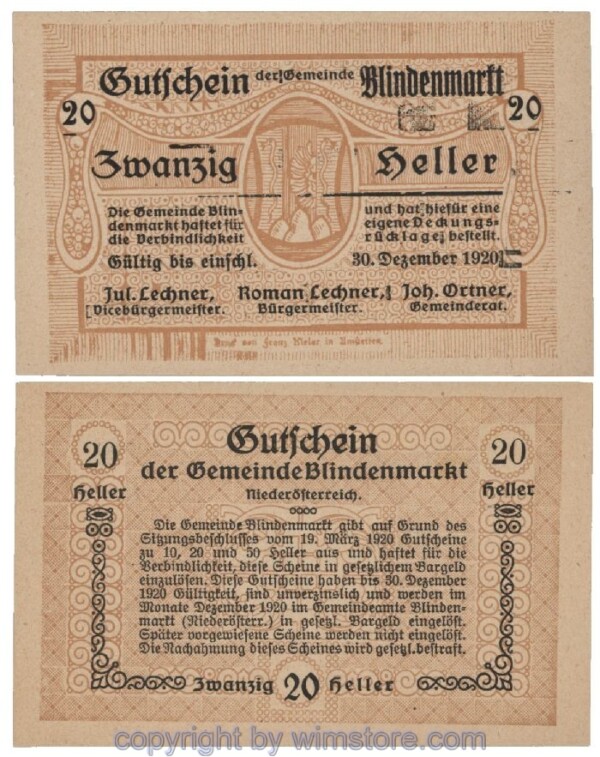 Gutschein der Gemeinde Blindenmarkt
20 20
Zwanzig Heller
Die Gemeinde Blin-
denmarkt haftet für
die Verbindlichkeit
und hat hiefür eine
eigene Deckungs-
rücklage bestellt.
Gültig bis einschl. 30. Dezember 1920
Jul. Lechner, Roman Lechner, Joh. Ortner,
Vicebürgermeister. Bürgermeister. Gemeinderat.
Druck von Franz Meier in Amstetten.
20 Gutschein 20
der Gemeinde Blindenmarkt
Heller Niederösterreich. Heller
Die Gemeinde Blindenmarkt gibt auf Grund des
Sitzungsbeschlusses vom 19. März 1920 Gutscheine
zu 10, 20 und 50 Heller aus und haftet für die
Verbindlichkeit, diese Scheine in gesetzlichem Bargeld
einzulösen. Diese Gutscheine haben bis 30. Dezember
1920 Gültigkeit, sind unverzinslich und werden im
Monate Dezember 1920 im Gemeindeamte Blinden-
markt (Niederösterr.) in gesetzl. Bargeld eingelöst.
Später vorgewiesene Scheine werden nicht eingelöst.
Die Nachahmung dieses Scheines wird gesetzl. bestraft.
Zwanzig 20 Heller
copyright by wimstore.com